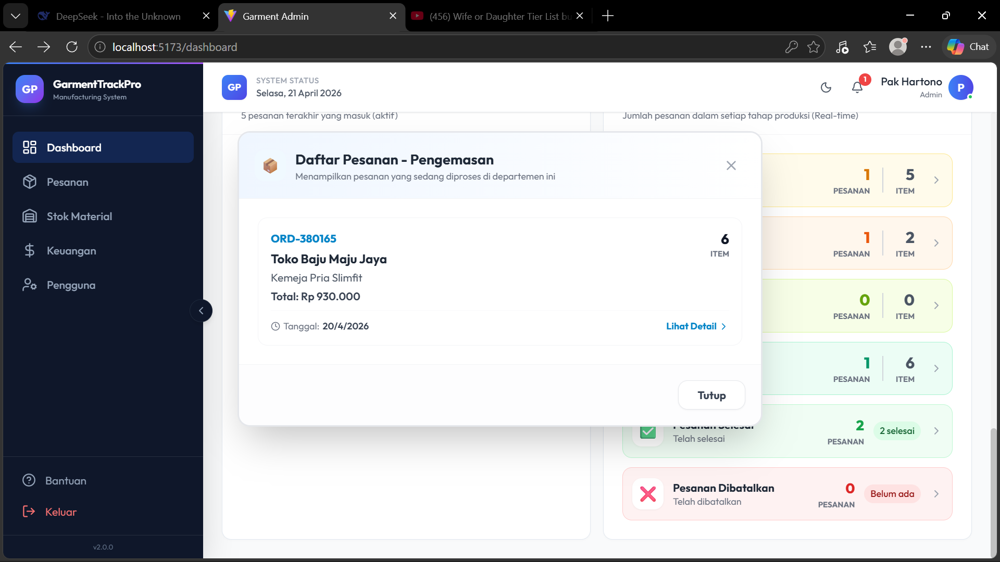 DeepSeek - Into the Unknown
Garment Admin
(456) Wife or Daughter Tier List bu
localhost:5173/dashboard
Chat
GP
GarmentTrackPro
Manufacturing System
Dashboard
Pesanan
Stok Material
Keuangan
Pengguna
Bantuan
Keluar
v2.0.0
GP
SYSTEM STATUS
Selasa, 21 April 2026
1
Pak Hartono
Admin
P
5 pesanan terakhir yang masuk (aktif)
Jumlah pesanan dalam setiap tahap produksi (Real-time)
Daftar Pesanan - Pengemasan
Menampilkan pesanan yang sedang diproses di departemen ini
ORD-380165
6
ITEM
Toko Baju Maju Jaya
Kemeja Pria Slimfit
Total: Rp 930.000
Tanggal: 20/4/2026
Lihat Detail
Tutup
1
PESANAN
5
ITEM
1
PESANAN
2
ITEM
0
PESANAN
0
ITEM
1
PESANAN
6
ITEM
Pesanan Selesai
Telah selesai
2
PESANAN
2 selesai
Pesanan Dibatalkan
Telah dibatalkan
0
PESANAN
Belum ada